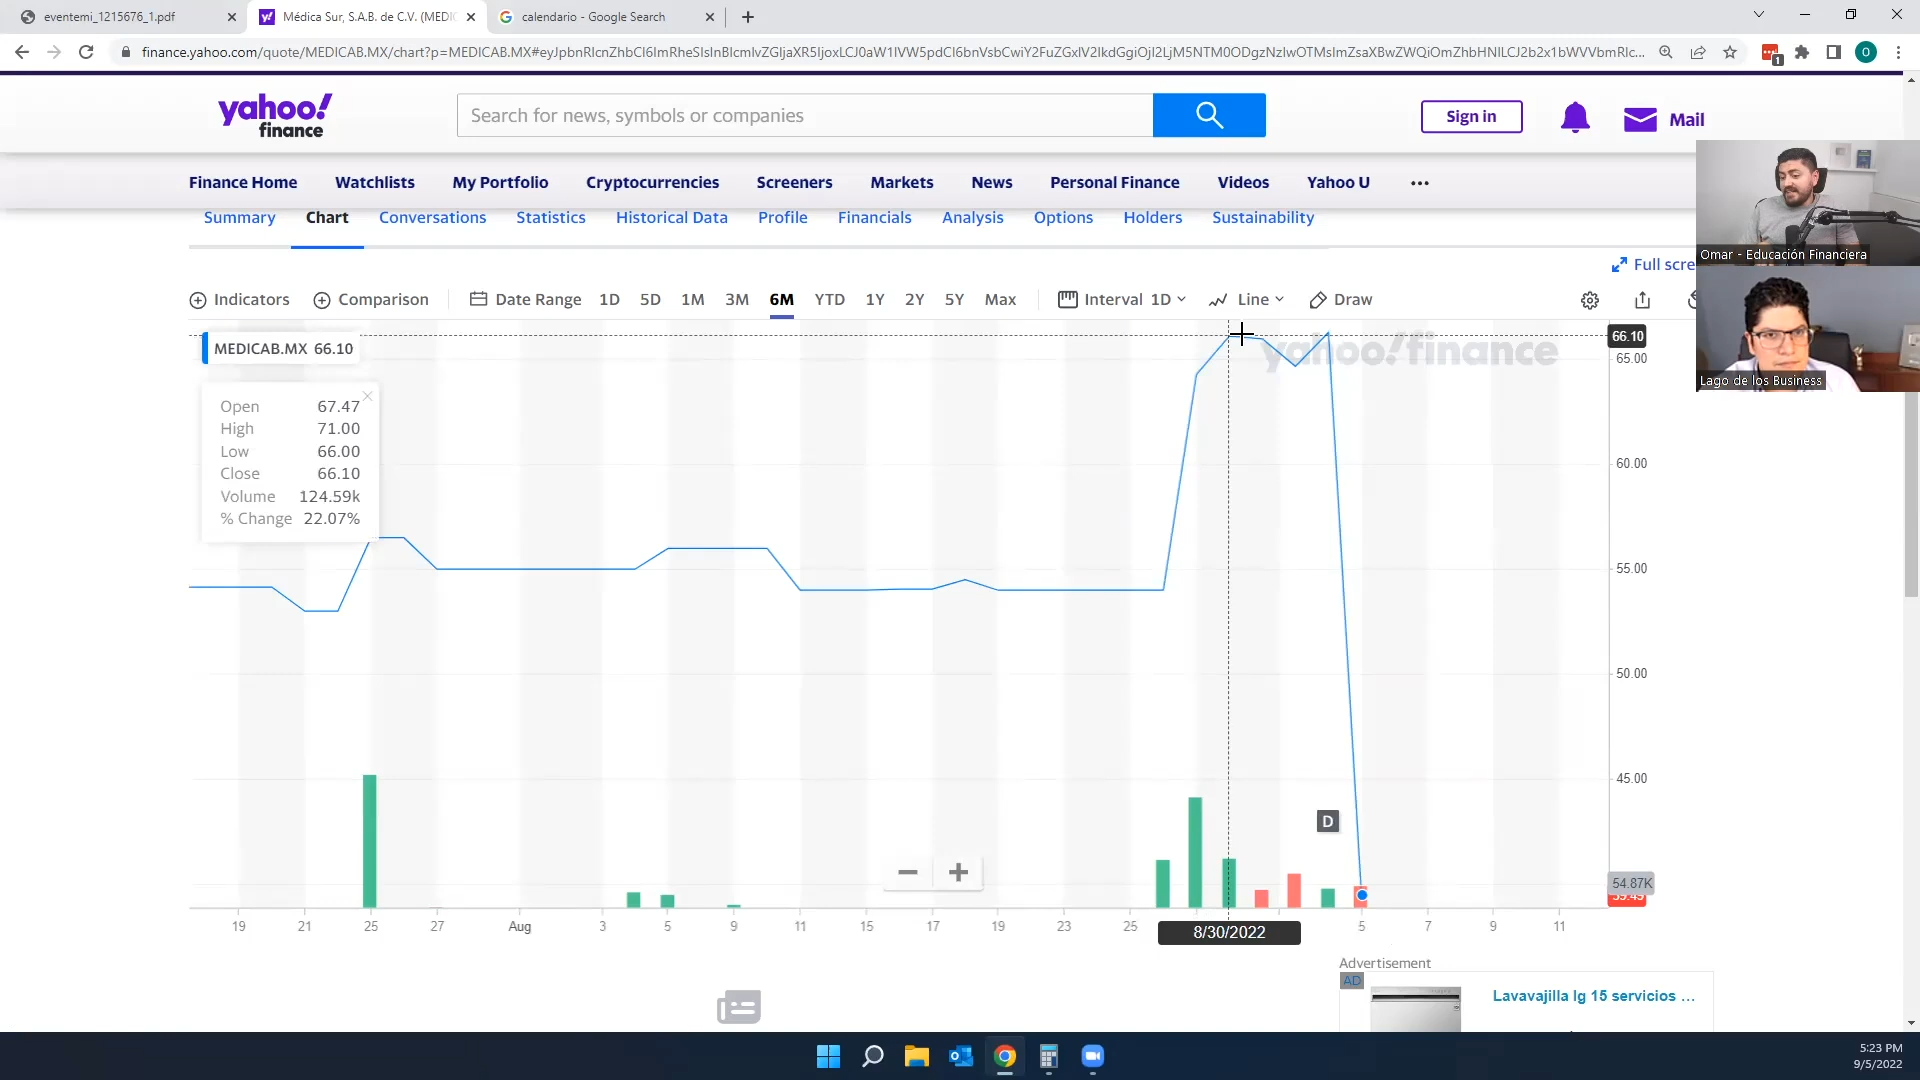 eventemi_1215676_1.pdf
Médica Sur, S.A.B. de C.V. (MEDIC
calendario - Google Search
yahoo!
finance
Search for news, symbols or companies
Sign in
Mail
Finance Home
Watchlists
My Portfolio
Cryptocurrencies
Screeners
Markets
News
Personal Finance
Videos
Yahoo U
Summary
Chart
Conversations
Statistics
Historical Data
Profile
Financials
Analysis
Options
Holders
Sustainability
Omar - Educación Financiera
Full scre
Indicators
Comparison
Date Range
1D
5D
1M
3M
6M
YTD
1Y
2Y
5Y
Max
Interval 1D
Line
Draw
MEDICAB.MX 66.10
yahoo!finance
66.10
65.00
Lago de los Business
Open 67.47
High 71.00
Low 66.00
Close 66.10
Volume 124.59k
% Change 22.07%
60.00
55.00
50.00
45.00
D
54.87K
19
21
25
27
Aug
3
5
9
11
15
17
19
23
25
8/30/2022
5
7
9
11
Advertisement
AD
Lavavajilla lg 15 servicios ...
5:23 PM
9/5/2022